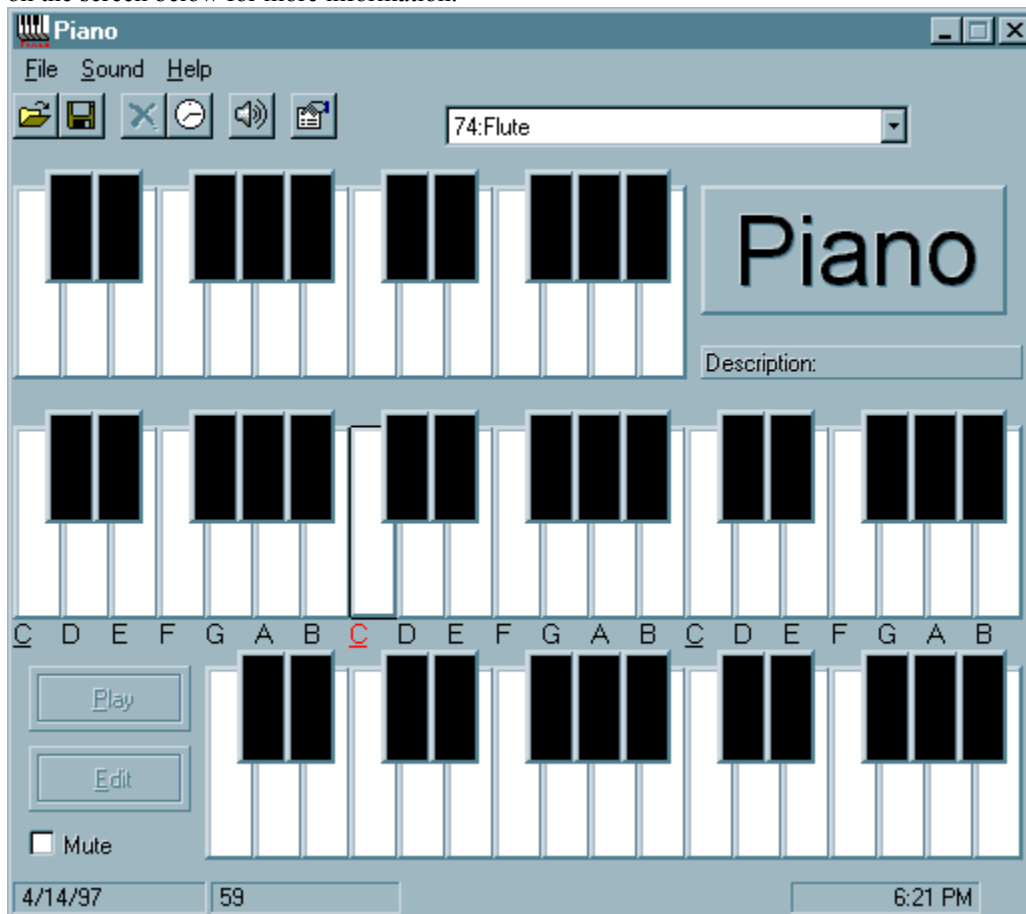 on the screen below for more information.
Piano
File Sound Help
74:Flute
Piano
Description:
C D E F G A B C D E F G A B C D E F G A B
Play
Edit
Mute
4/14/97 59 6:21 PM